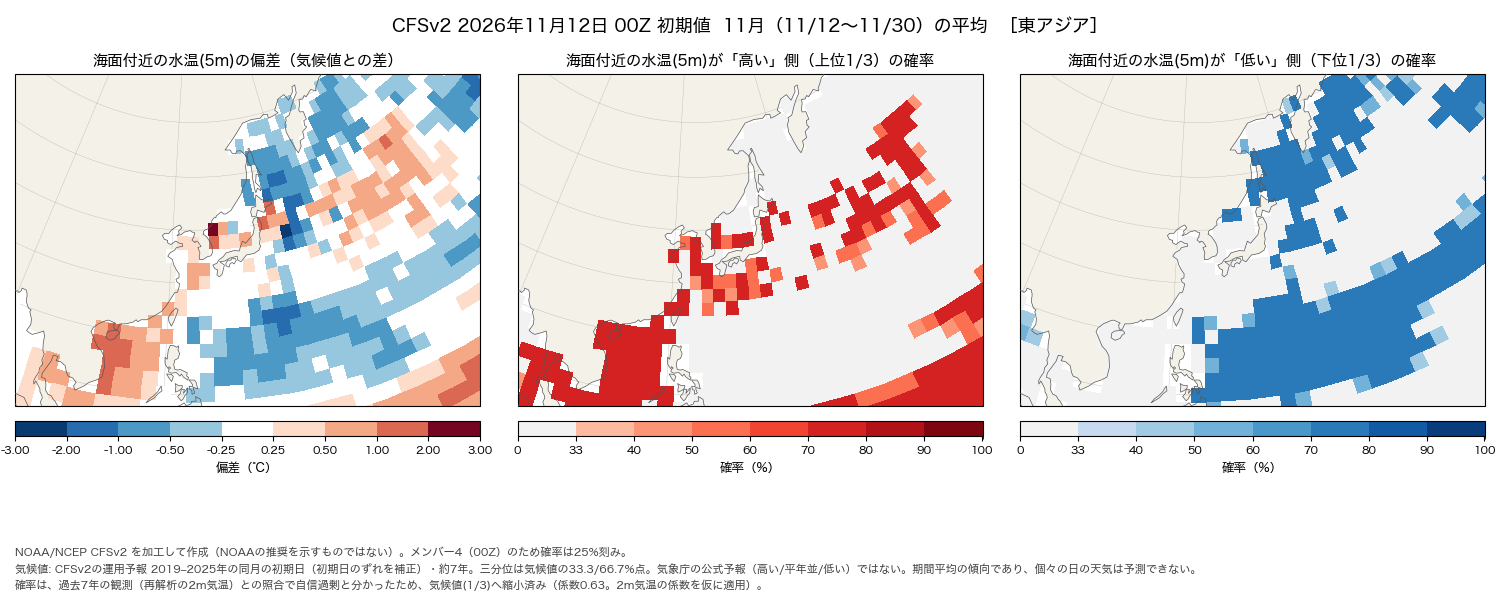 CFSv2 2026年11月12日 00Z 初期値 11月（11/12～11/30）の平均 ［東アジア］
海面付近の水温(5m)の偏差（気候値との差）
海面付近の水温(5m)が「高い」側（上位1/3）の確率
海面付近の水温(5m)が「低い」側（下位1/3）の確率
-3.00 -2.00 -1.00 -0.50 -0.25 0.25 0.50 1.00 2.00 3.00
偏差（℃）
0 33 40 50 60 70 80 90 100
確率（%）
0 33 40 50 60 70 80 90 100
確率（%）
NOAA/NCEP CFSv2 を加工して作成（NOAAの推奨を示すものではない）。メンバー4（00Z）のため確率は25%刻み。
気候値: CFSv2の運用予報 2019–2025年の同月の初期日（初期日のずれを補正）・約7年。三分位は気候値の33.3/66.7%点。気象庁の公式予報（高い/平年並/低い）ではない。期間平均の傾向であり、個々の日の天気は予測できない。
確率は、過去7年の観測（再解析の2m気温）との照合で自信過剰と分かったため、気候値(1/3)へ縮小済み（係数0.63。2m気温の係数を仮に適用）。